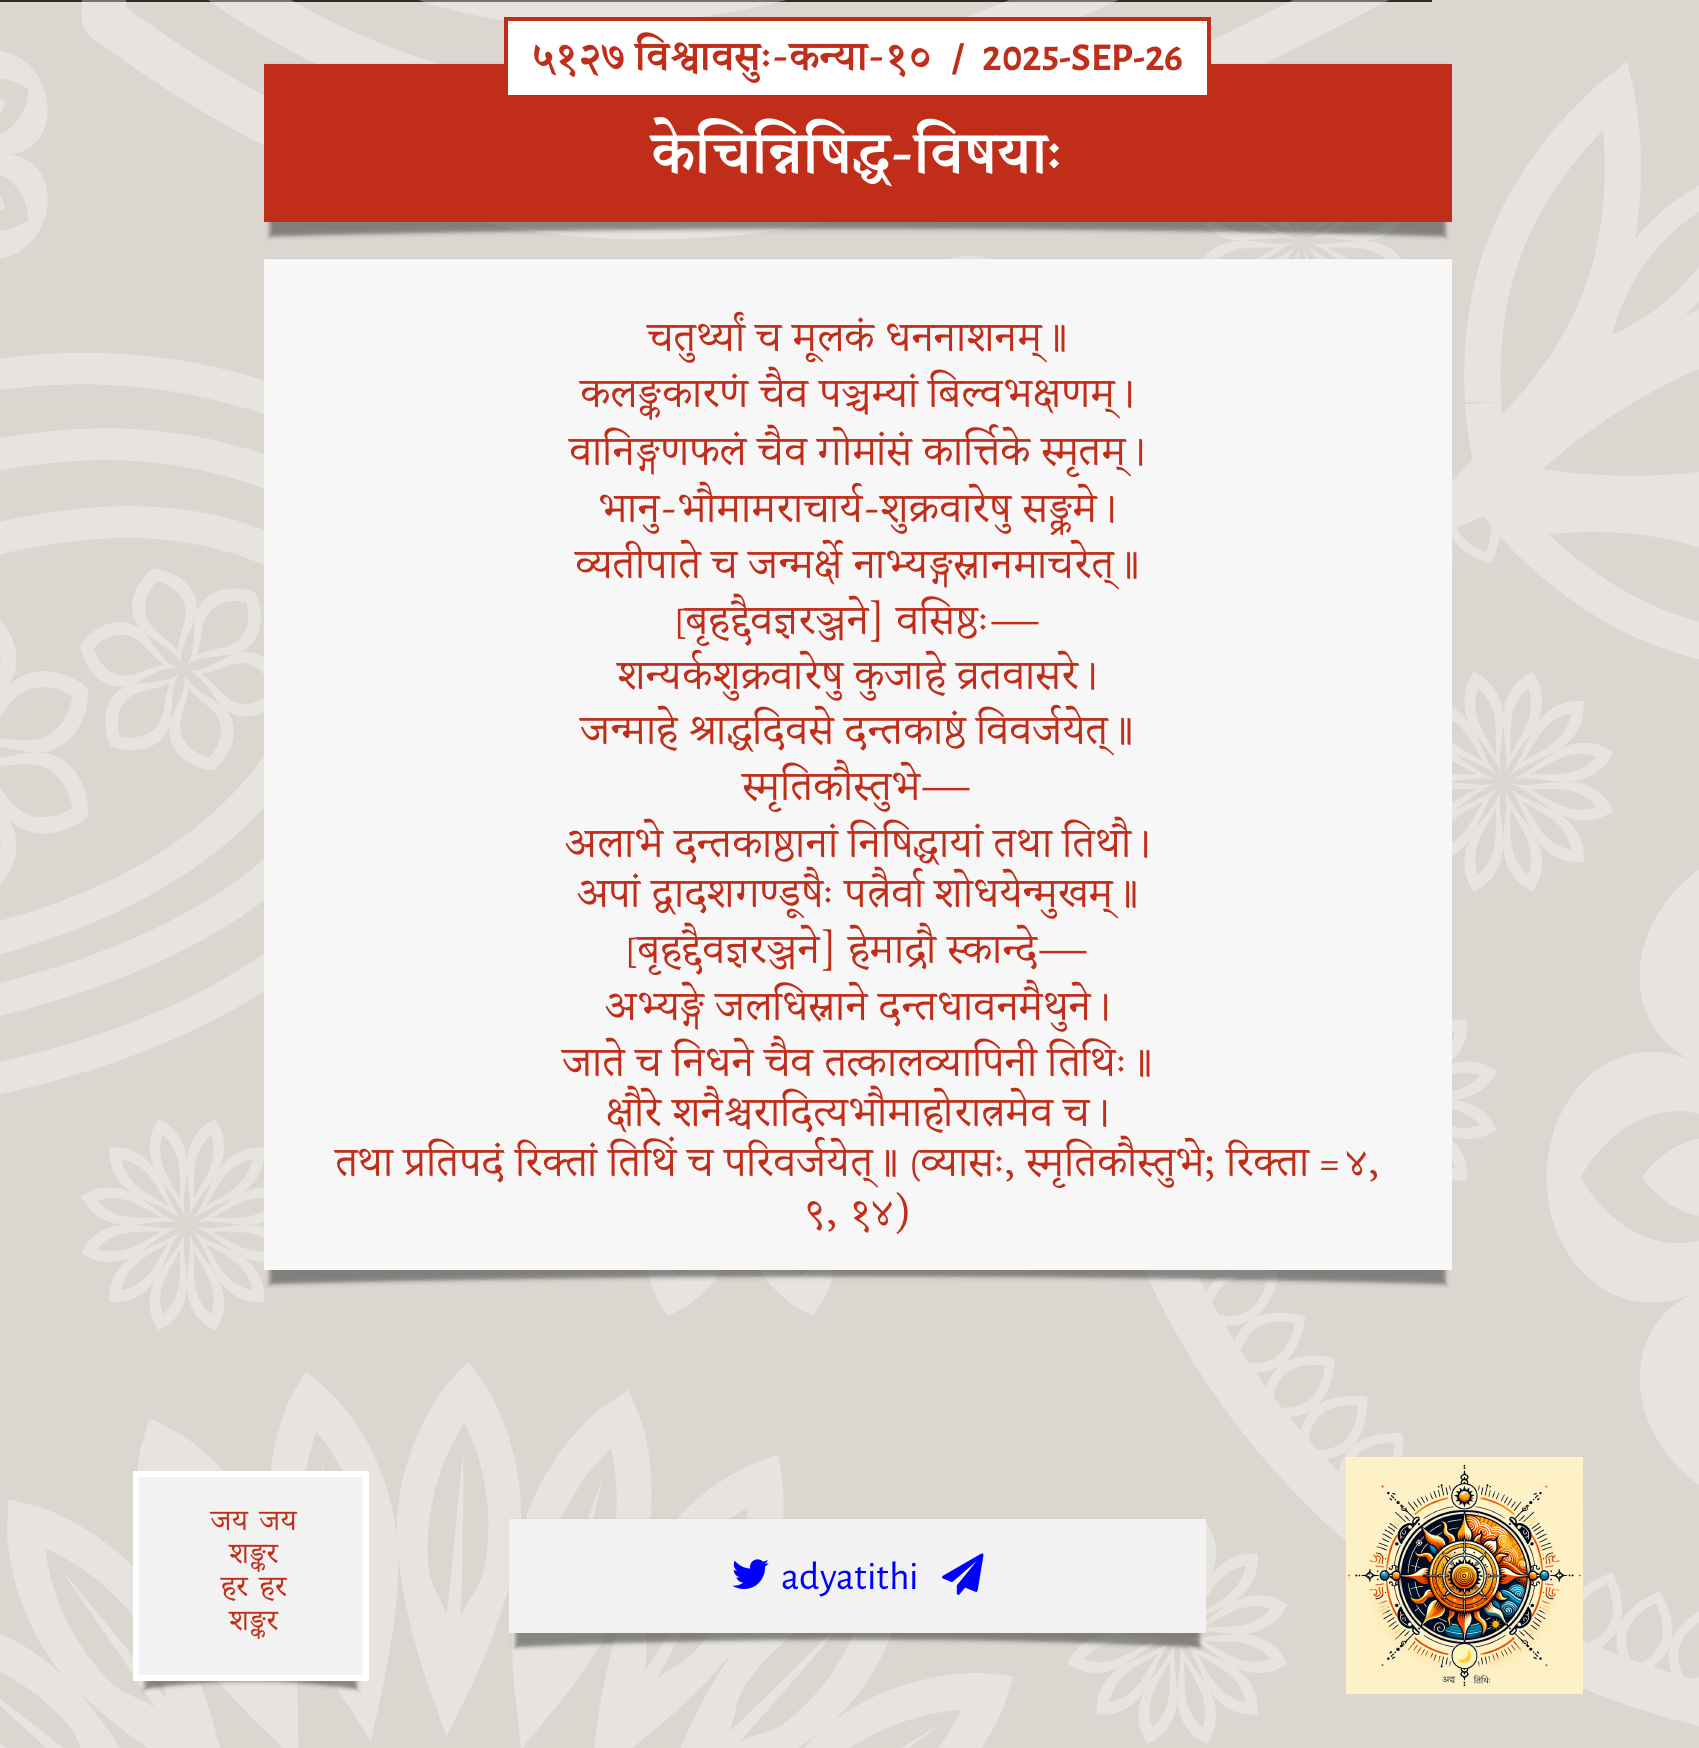 ५१२७ विश्वावसुः-कन्या-१० / 2025-SEP-26
केचिन्निषिद्ध-विषयाः
चतुर्थ्यां च मूलकं धननाशनम्॥
कलङ्ककारणं चैव पञ्चम्यां बिल्वभक्षणम्।
वानिङ्गणफलं चैव गोमांसं कार्त्तिके स्मृतम्।
भानु-भौमामराचार्य-शुक्रवारेषु सङ्क्रमे।
व्यतीपाते च जन्मर्क्षे नाभ्यङ्गस्नानमाचरेत्॥
[बृहद्दैवज्ञरञ्जने] वसिष्ठः—
शन्यर्कशुक्रवारेषु कुजाहे व्रतवासरे।
जन्माहे श्राद्धदिवसे दन्तकाष्ठं विवर्जयेत्॥
स्मृतिकौस्तुभे—
अलाभे दन्तकाष्ठानां निषिद्धायां तथा तिथौ।
अपां द्वादशगण्डूषैः पत्रैर्वा शोधयेन्मुखम्॥
[बृहद्दैवज्ञरञ्जने] हेमाद्रौ स्कान्दे—
अभ्यङ्गे जलधिस्नाने दन्तधावनमैथुने।
जाते च निधने चैव तत्कालव्यापिनी तिथिः॥
क्षौरे शनैश्चरादित्यभौमाहोरात्रमेव च।
तथा प्रतिपदं रिक्तां तिथिं च परिवर्जयेत्॥ (व्यासः, स्मृतिकौस्तुभे; रिक्ता = ४,
९, १४)
जय जय
शङ्कर
हर हर
शङ्कर
adyatithi
अद्य तिथिः